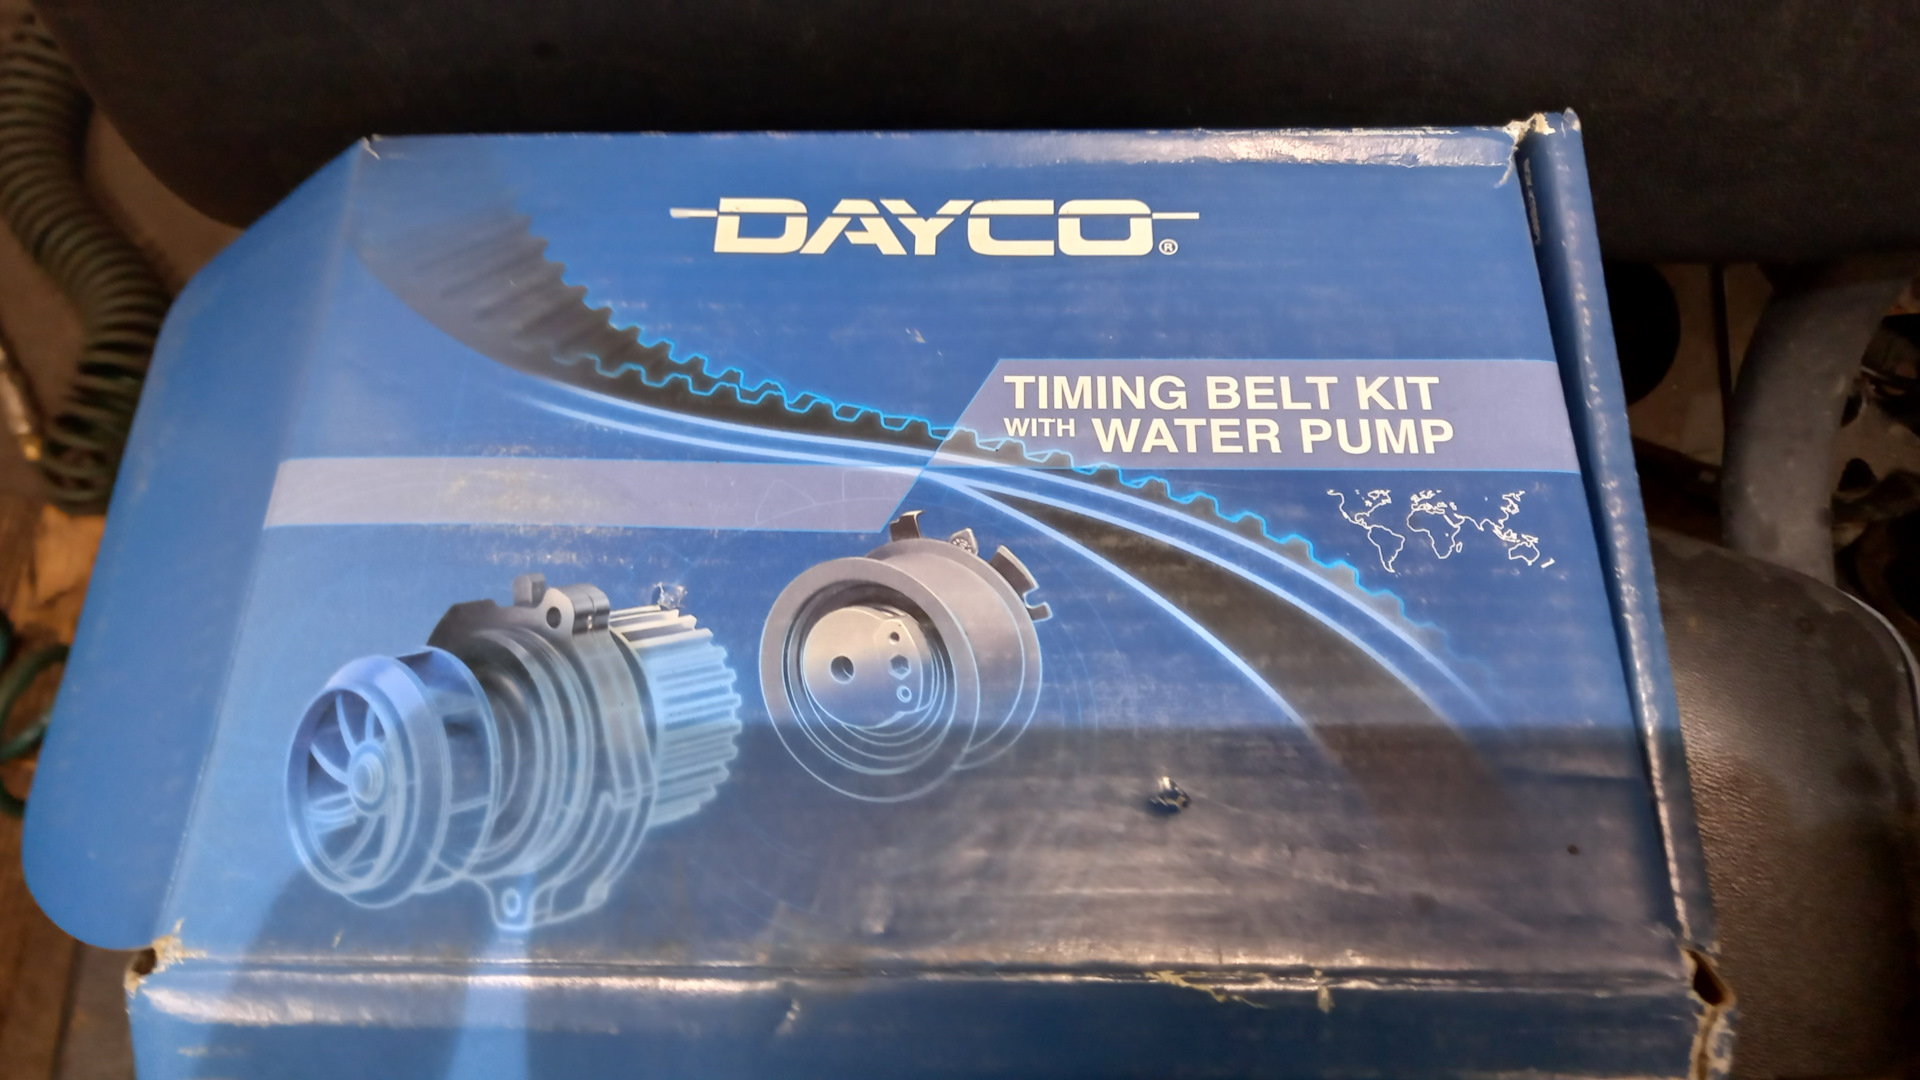 DAYCO®
TIMING BELT KIT
WITH WATER PUMP